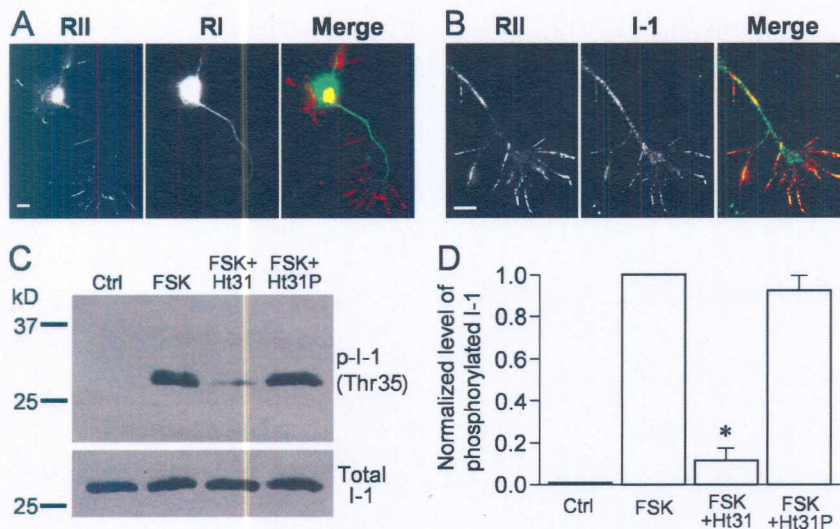 A
RII
RI
Merge
B
RII
I-1
Merge
C
Ctrl
FSK
FSK+
Ht31
FSK+
Ht31P
kD
37
25
p-I-1
(Thr35)
25
Total
I-1
D
Normalized level of
phosphorylated I-1
1.0
0.8
0.6
0.4
0.2
0.0
*
Ctrl
FSK
FSK
+Ht31
FSK
+Ht31P